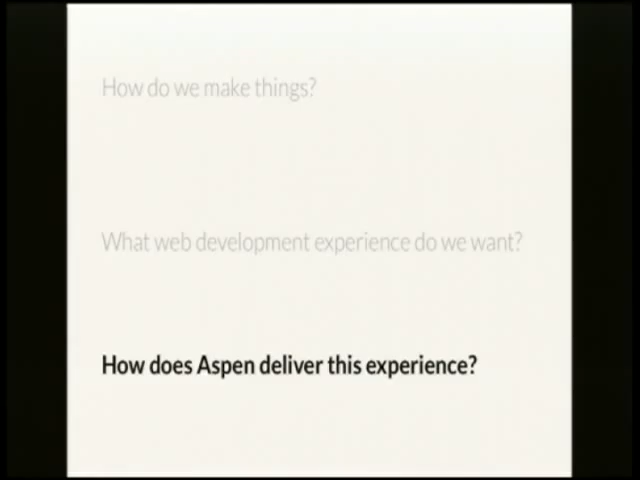 How do we make things?
What web development experience do we want?
How does Aspen deliver this experience?